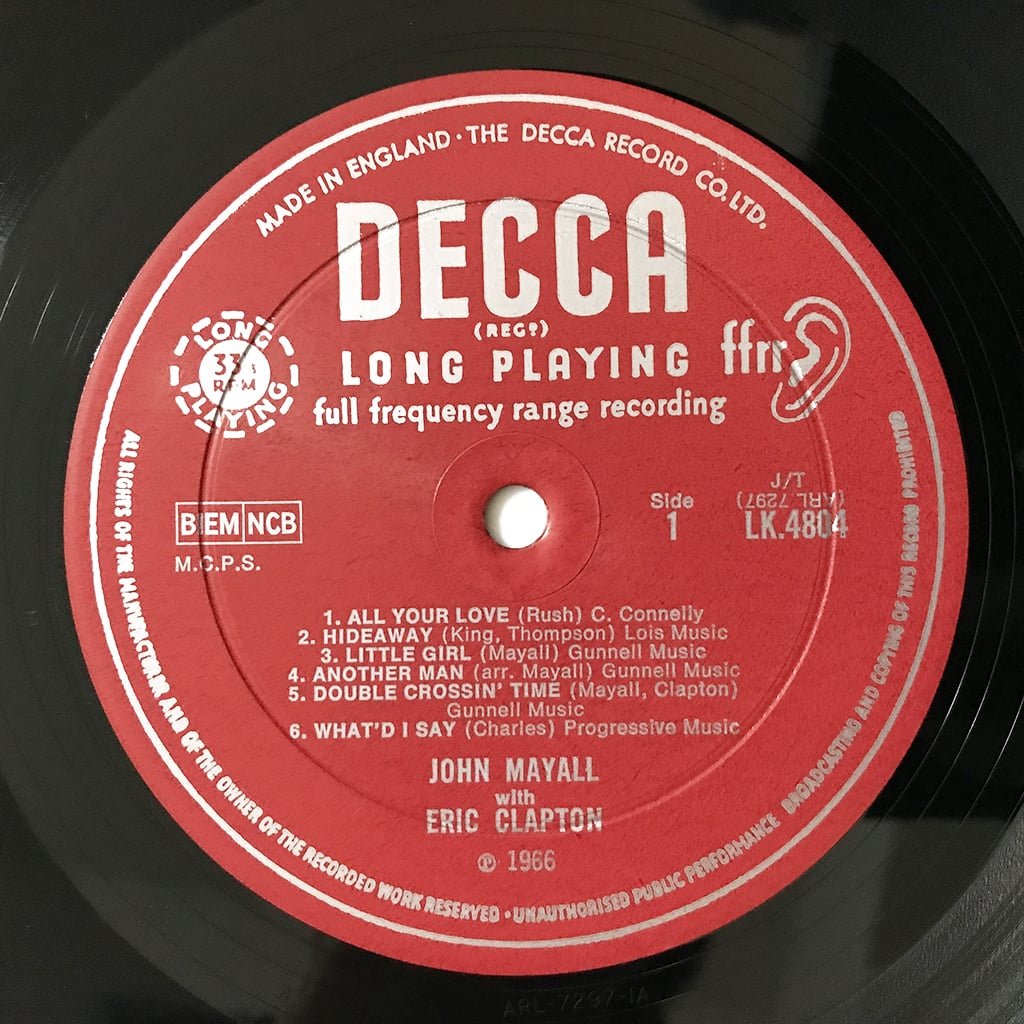 MADE IN ENGLAND · THE DECCA RECORD CO. LTD.
DECCA
(REGD)
LONG PLAYING
full frequency range recording
ffrr
LONG
33⅓
RPM
PLAYING
BIEM NCB
M.C.P.S.
Side
1
J/T
(ARL.7297)
LK.4804
1. ALL YOUR LOVE (Rush) C. Connelly
2. HIDEAWAY (King, Thompson) Lois Music
3. LITTLE GIRL (Mayall) Gunnell Music
4. ANOTHER MAN (arr. Mayall) Gunnell Music
5. DOUBLE CROSSIN' TIME (Mayall, Clapton)
Gunnell Music
6. WHAT'D I SAY (Charles) Progressive Music
JOHN MAYALL
with
ERIC CLAPTON
℗ 1966
ALL RIGHTS OF THE MANUFACTURER AND OF THE OWNER OF THE RECORDED WORK RESERVED · UNAUTHORISED PUBLIC PERFORMANCE BROADCASTING AND COPYING OF THIS RECORD PROHIBITED
ARL-7297-1A